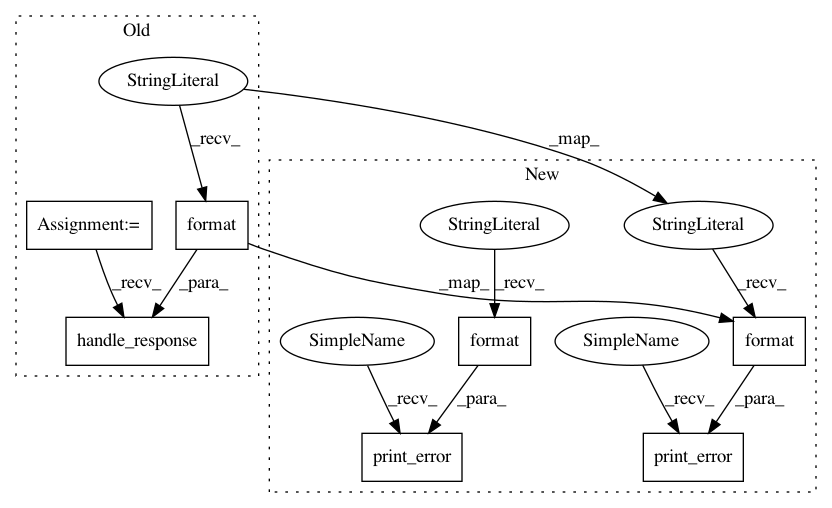 Old
StringLiteral
_recv_
_map_
New
Assignment:=
format
StringLiteral
StringLiteral
_recv_
_para_
_map_
_recv_
_recv_
handle_response
SimpleName
format
SimpleName
format
_recv_
_para_
_recv_
_para_
print_error
print_error